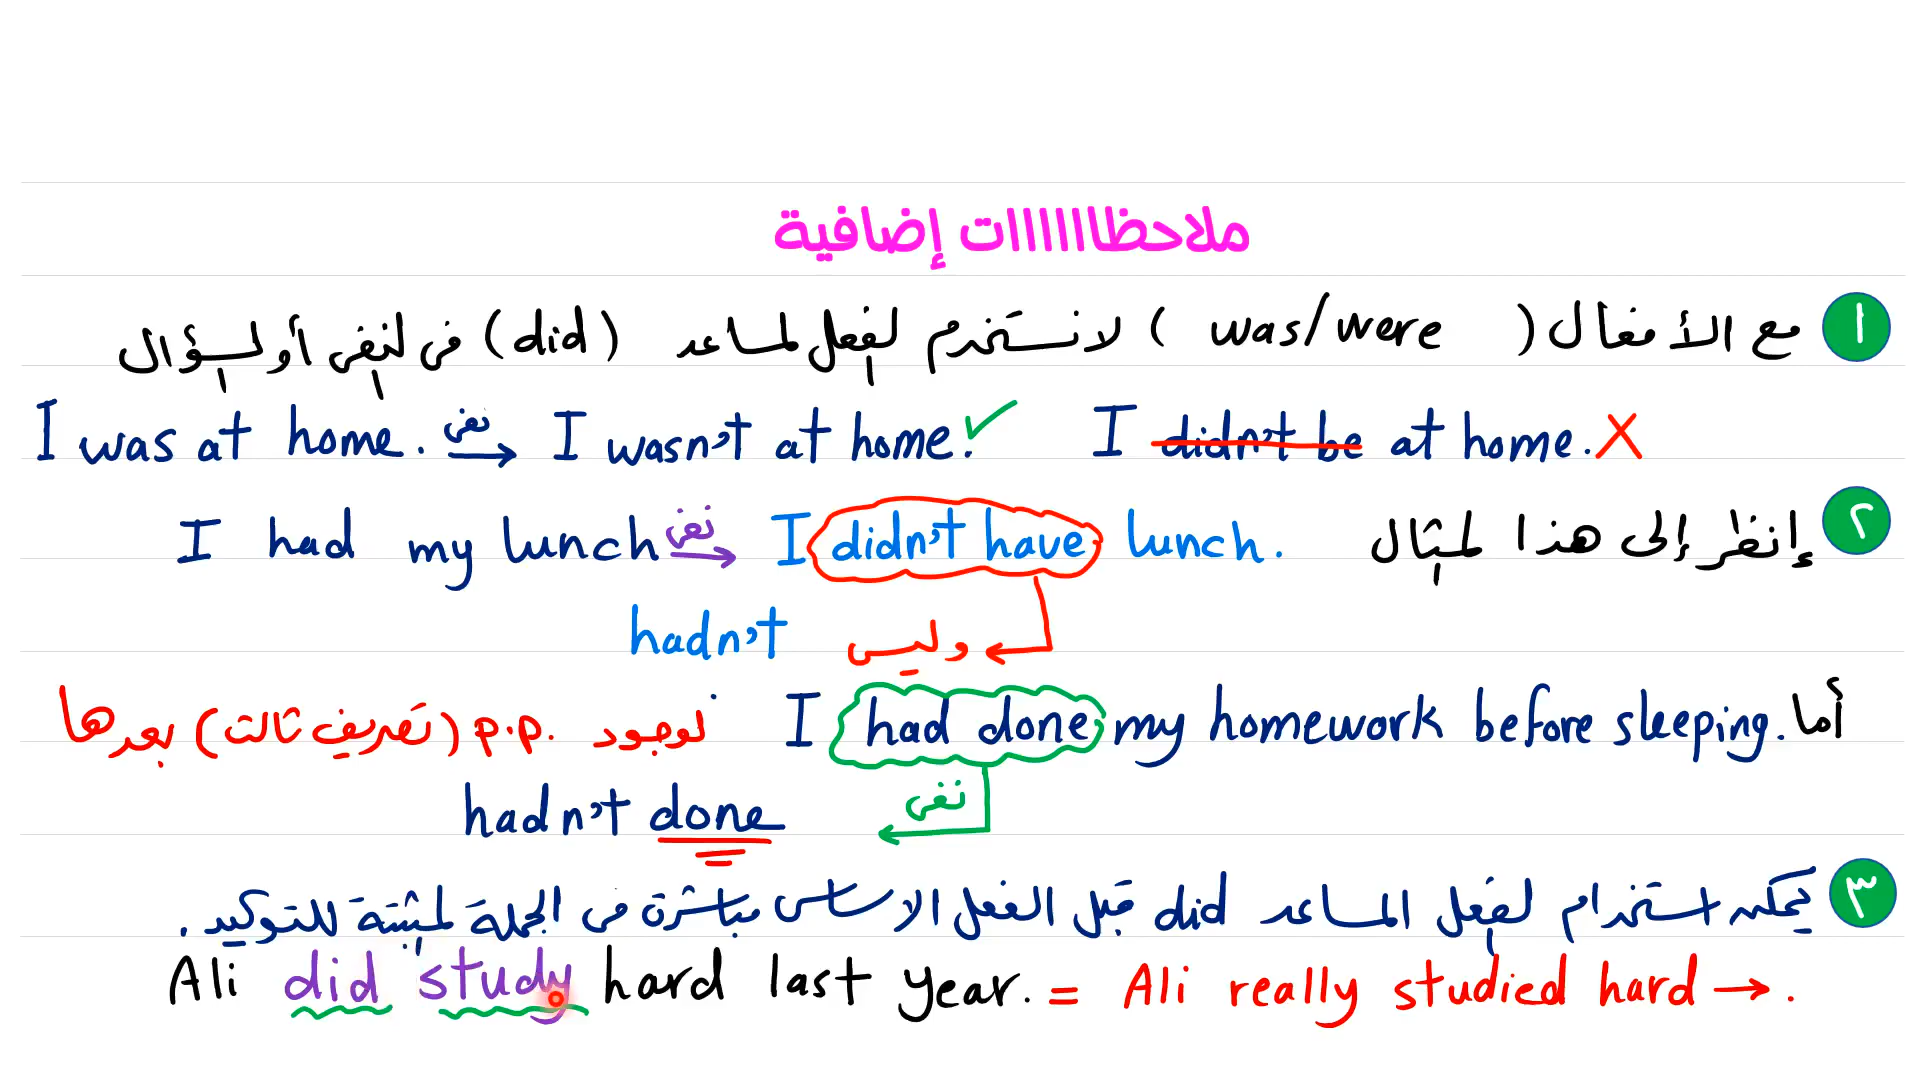 ملاحظاااااات إضافية
١ مع الأفعال ( was/were ) لا نستخدم الفعل المساعد (did) في النفي أو السؤال
I was at home. نفي → I wasn't at home. ✓ I didn't be at home. X
٢ إنظر إلى هذا المثال
I had my lunch نفي → I didn't have lunch.
وليس hadn't
أما I had done my homework before sleeping. لوجود p.p. (تصريف ثالث) بعدها
نفي hadn't done
٣ يمكن استخدام الفعل المساعد did قبل الفعل الاساسي مباشرة في الجملة المثبتة للتوكيد.
Ali did study hard last year. = Ali really studied hard → .